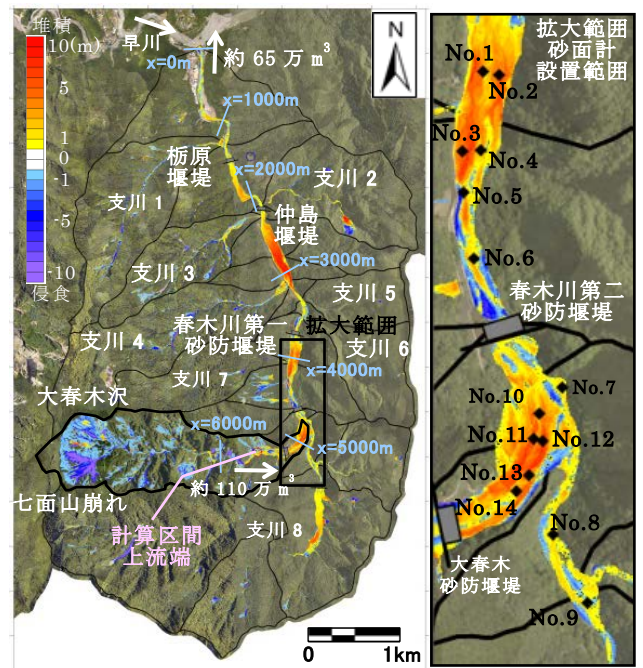 堆積
10(m)
5
1
0
-1
-5
-10
侵食
早川
x=0m
約 65 万 m³
N
x=1000m
栃原
堰堤
x=2000m
支川 2
支川 1
仲島
堰堤
x=3000m
支川 3
支川 5
春木川第一
砂防堰堤
拡大範囲
支川 4
支川 6
x=4000m
支川 7
大春木沢
x=6000m
x=5000m
七面山崩れ
約 110 万 m³
計算区間
上流端
支川 8
0
1km
拡大範囲
砂面計
設置範囲
No.1
No.2
No.3
No.4
No.5
No.6
春木川第二
砂防堰堤
No.7
No.10
No.11
No.12
No.13
No.14
No.8
大春木
砂防堰堤
No.9